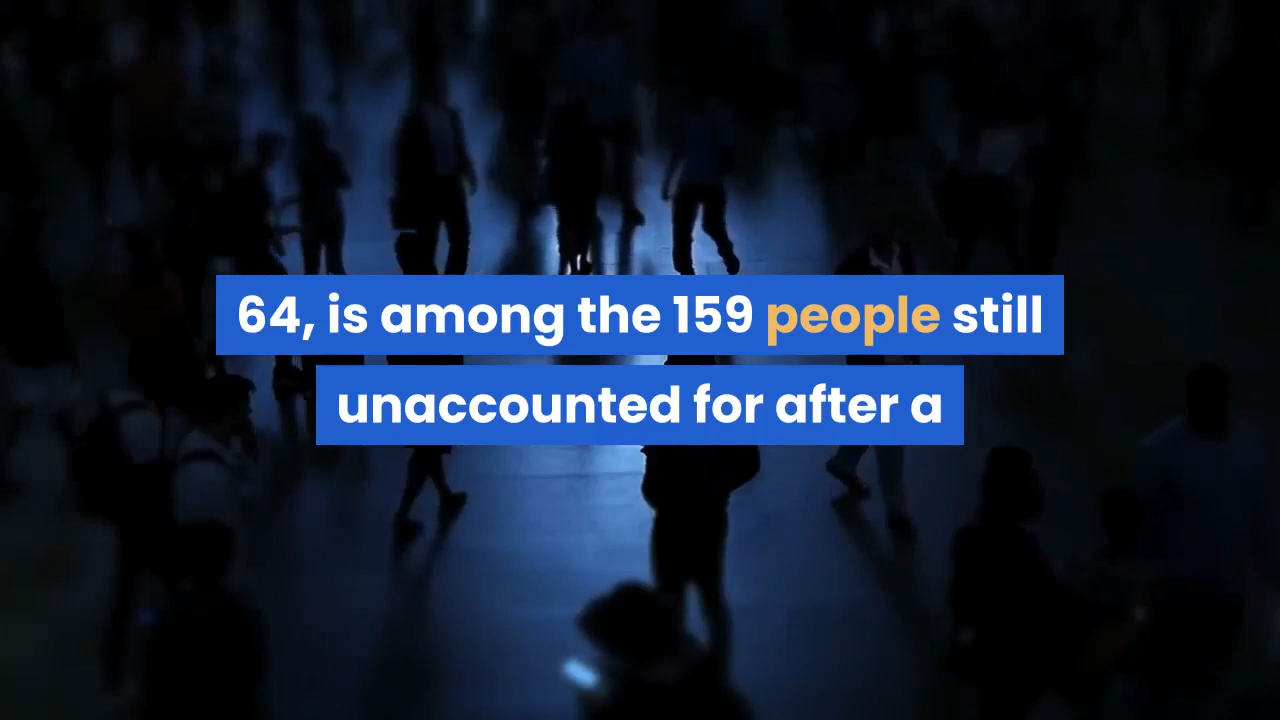 64, is among the 159 people still
unaccounted for after a